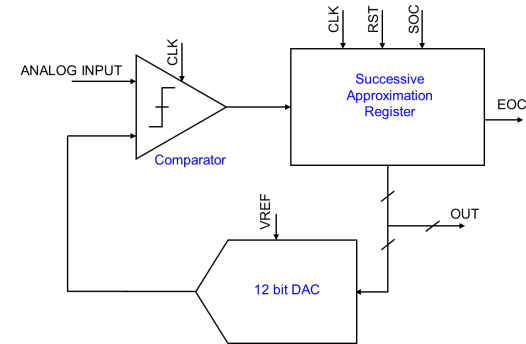 CLK
RST
SOC
CLK
ANALOG INPUT
Successive
Approximation
Register
EOC
Comparator
VREF
OUT
12 bit DAC